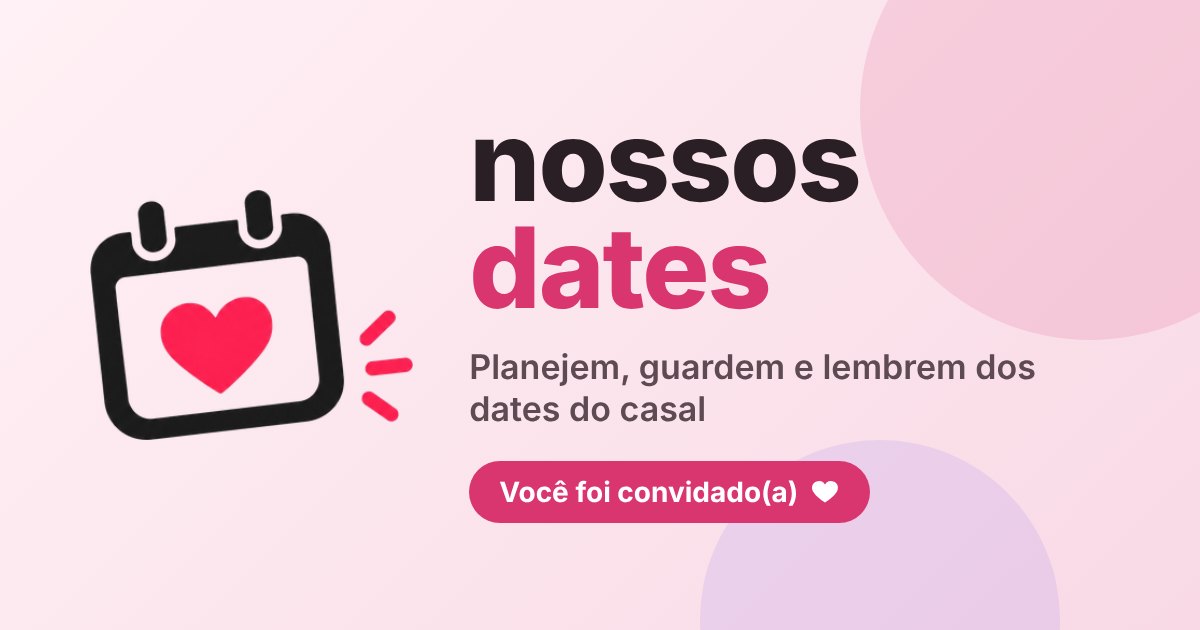 nossos
dates
Planejem, guardem e lembrem dos
dates do casal
Você foi convidado(a)